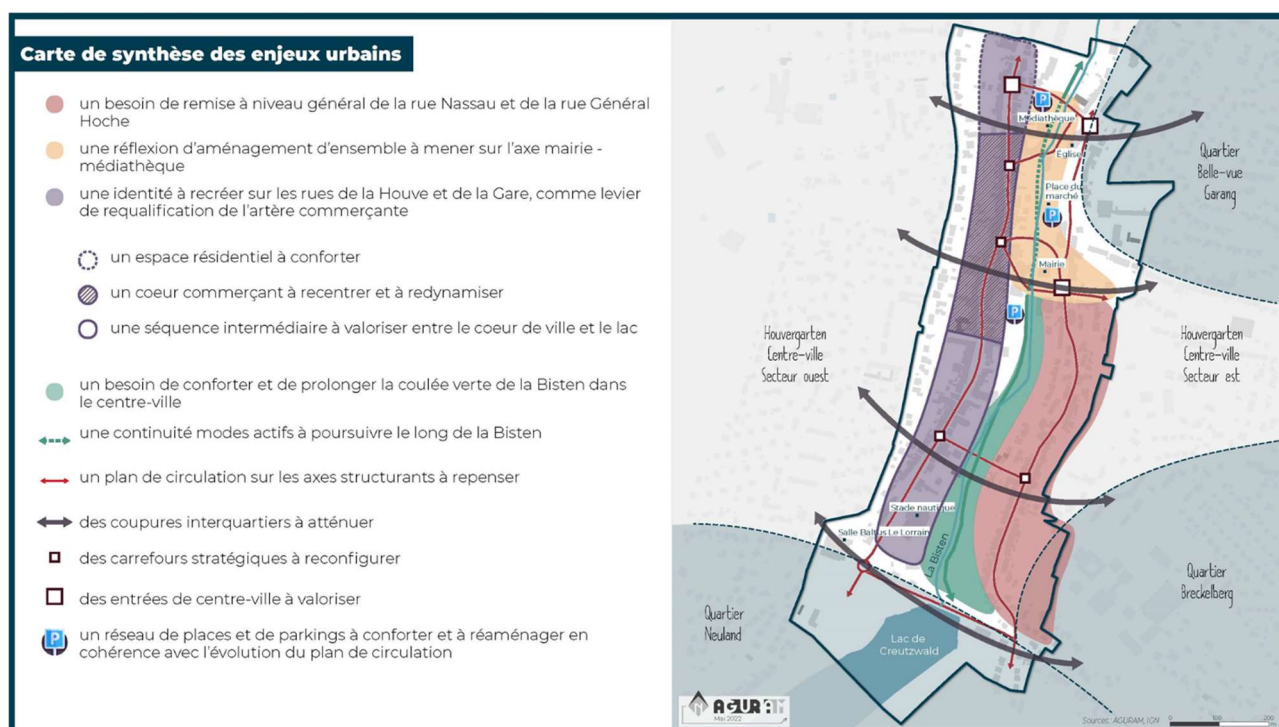 Carte de synthèse des enjeux urbains
un besoin de remise à niveau général de la rue Nassau et de la rue Général
Hoche
une réflexion d'aménagement d'ensemble à mener sur l'axe mairie -
médiathèque
une identité à recréer sur les rues de la Houve et de la Gare, comme levier
de requalification de l'artère commerçante
un espace résidentiel à conforter
un coeur commerçant à recentrer et à redynamiser
une séquence intermédiaire à valoriser entre le coeur de ville et le lac
un besoin de conforter et de prolonger la coulée verte de la Bisten dans
le centre-ville
une continuité modes actifs à poursuivre le long de la Bisten
un plan de circulation sur les axes structurants à repenser
des coupures interquartiers à atténuer
des carrefours stratégiques à reconfigurer
des entrées de centre-ville à valoriser
P
un réseau de places et de parkings à conforter et à réaménager en
cohérence avec l'évolution du plan de circulation
P
Médiathèque
Église
Quartier
Belle-vue
Garang
Place du
marché
P
Mairie
P
Houvergarten
Centre-ville
Secteur ouest
Houvergarten
Centre-ville
Secteur est
Stade nautique
Salle Baltus Le Lorrain
La Bisten
Quartier
Neuland
Quartier
Breckelberg
Lac de
Creutzwald
AGURAM
Mai 2022
Sources: AGURAM, IGN
0 100 200